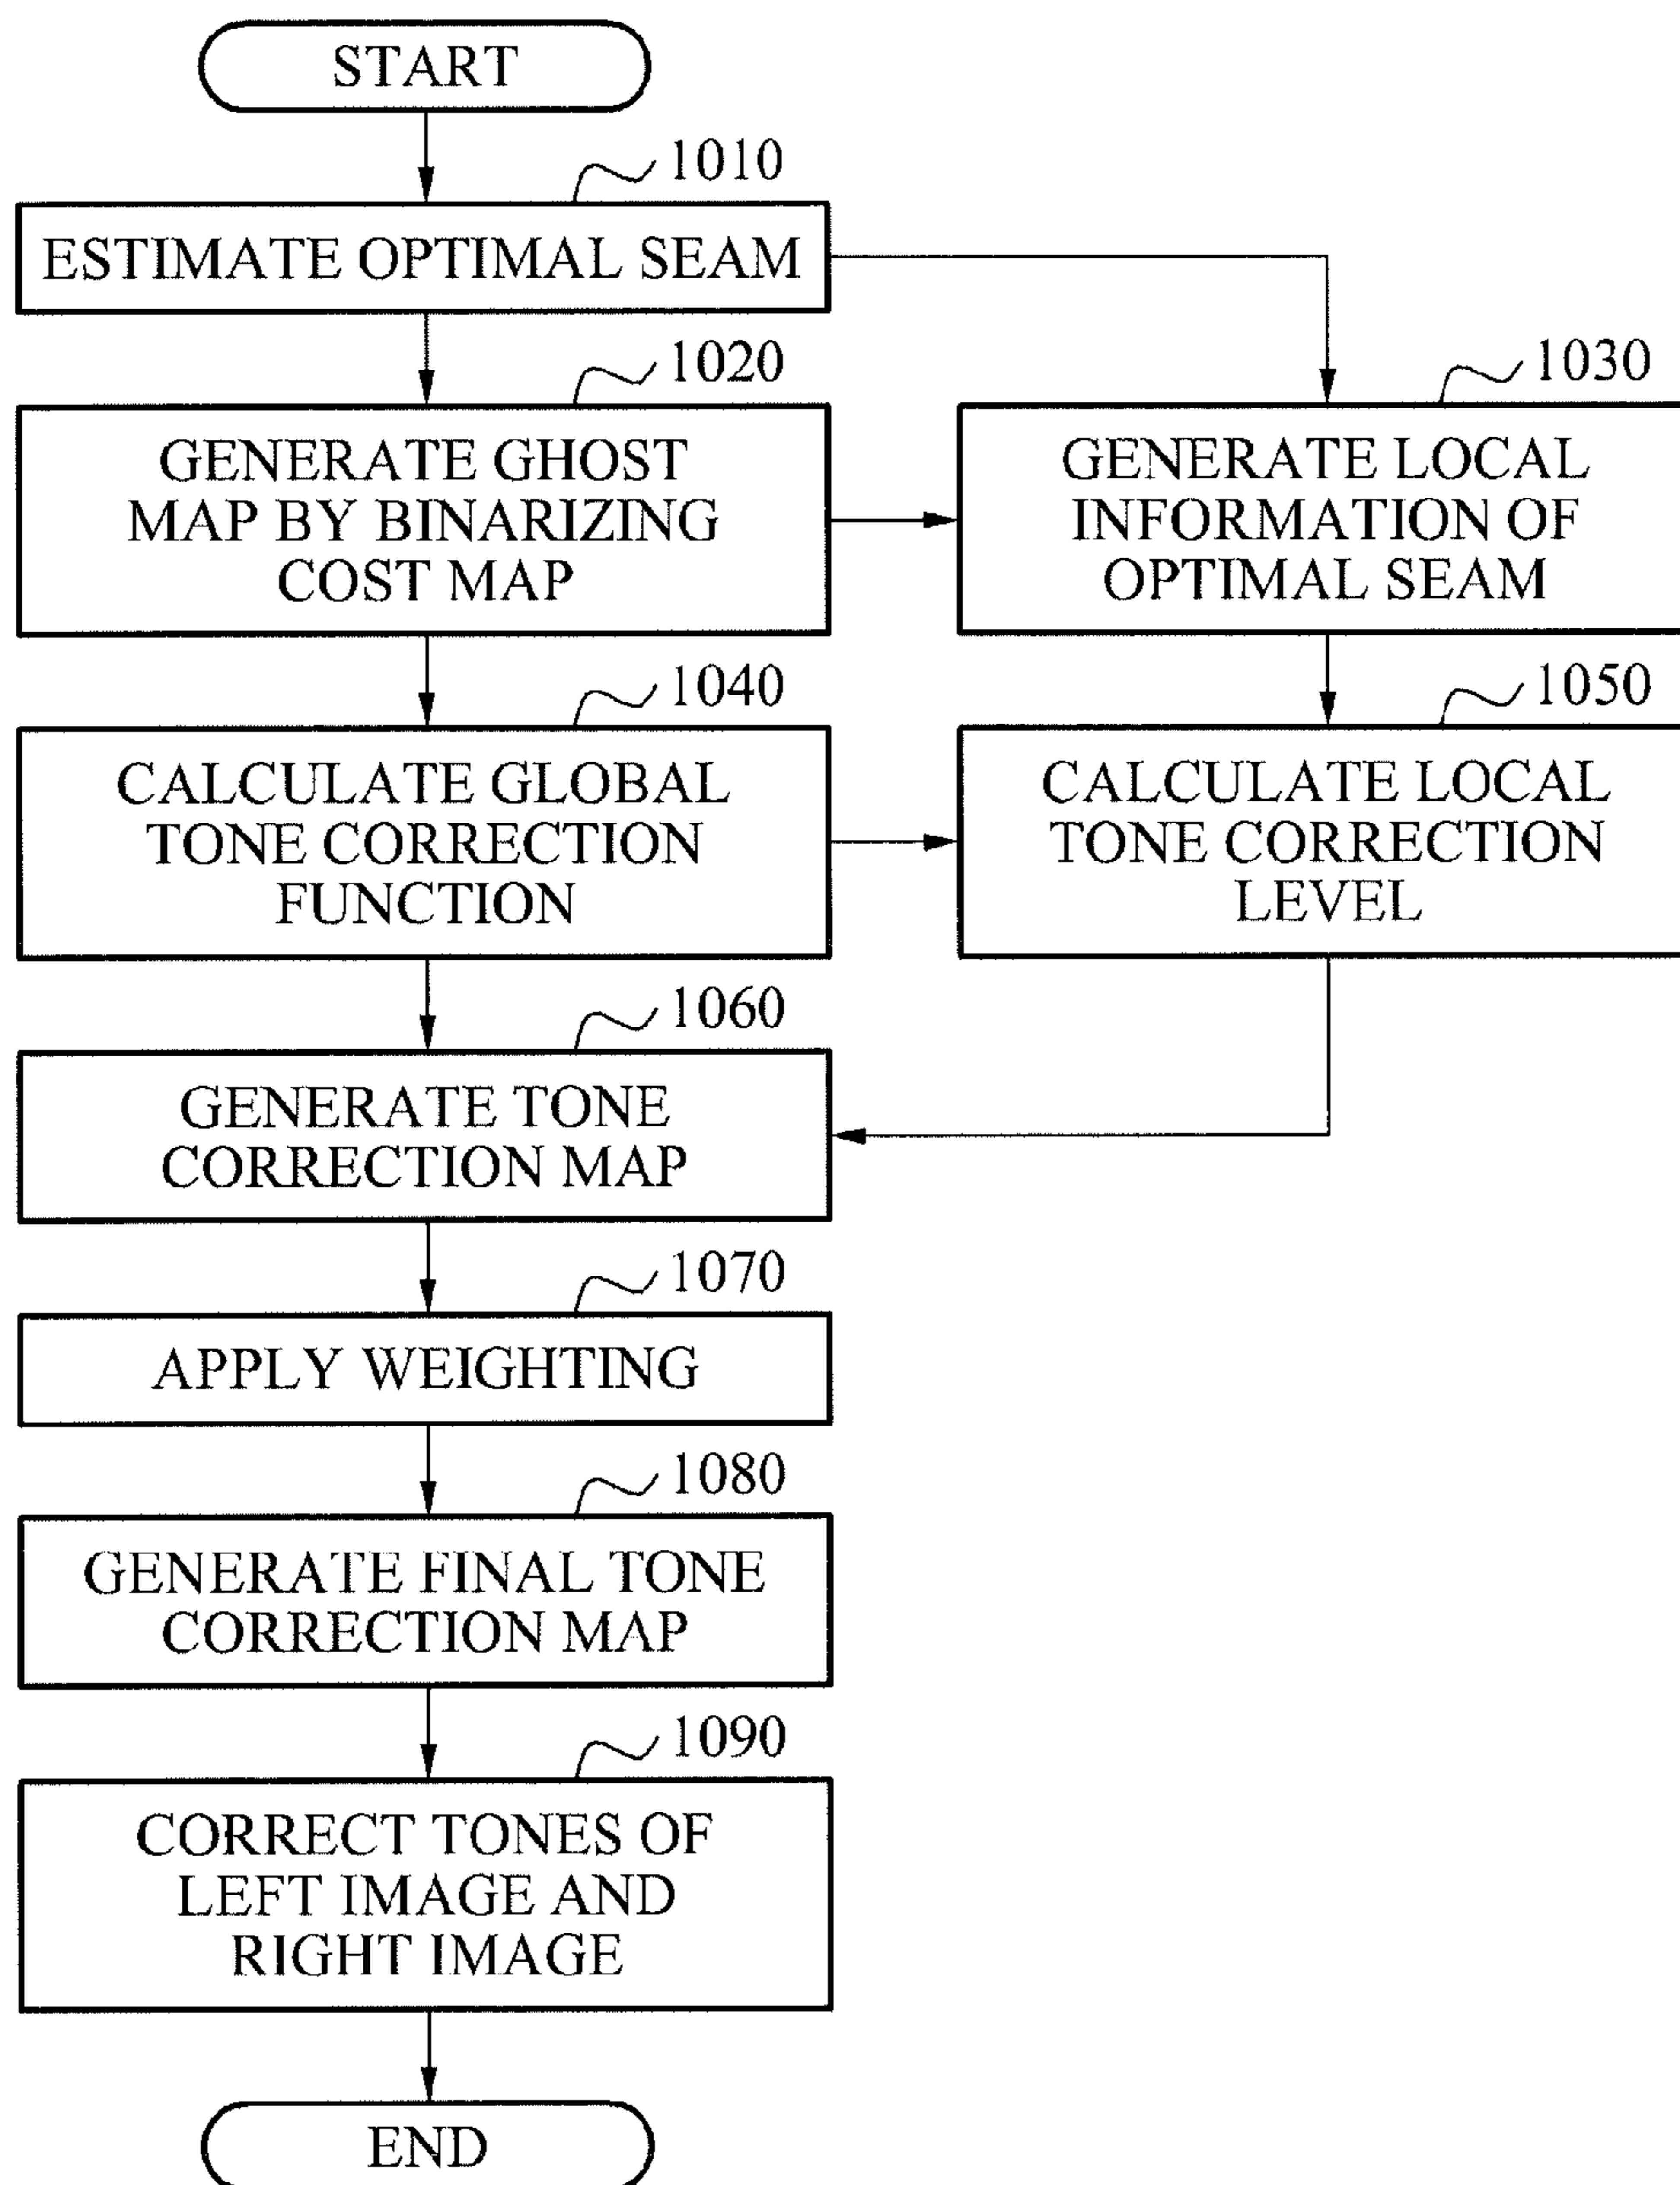 START
1010
ESTIMATE OPTIMAL SEAM
1020
GENERATE GHOST
MAP BY BINARIZING
COST MAP
1030
GENERATE LOCAL
INFORMATION OF
OPTIMAL SEAM
1040
CALCULATE GLOBAL
TONE CORRECTION
FUNCTION
1050
CALCULATE LOCAL
TONE CORRECTION
LEVEL
1060
GENERATE TONE
CORRECTION MAP
1070
APPLY WEIGHTING
1080
GENERATE FINAL TONE
CORRECTION MAP
1090
CORRECT TONES OF
LEFT IMAGE AND
RIGHT IMAGE
END